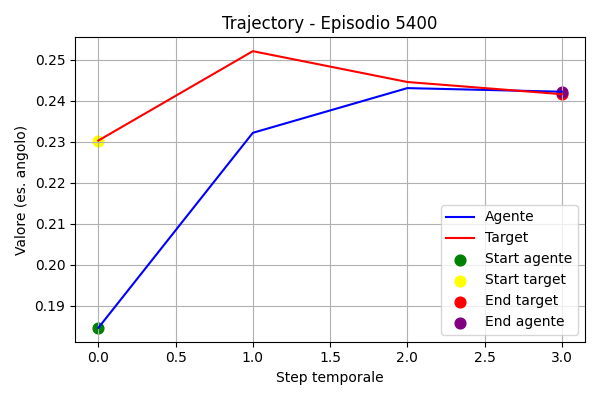 Trajectory - Episodio 5400
Valore (es. angolo)
0.25
0.24
0.23
0.22
0.21
0.20
0.19
Agente
Target
Start agente
Start target
End target
End agente
0.0 0.5 1.0 1.5 2.0 2.5 3.0
Step temporale